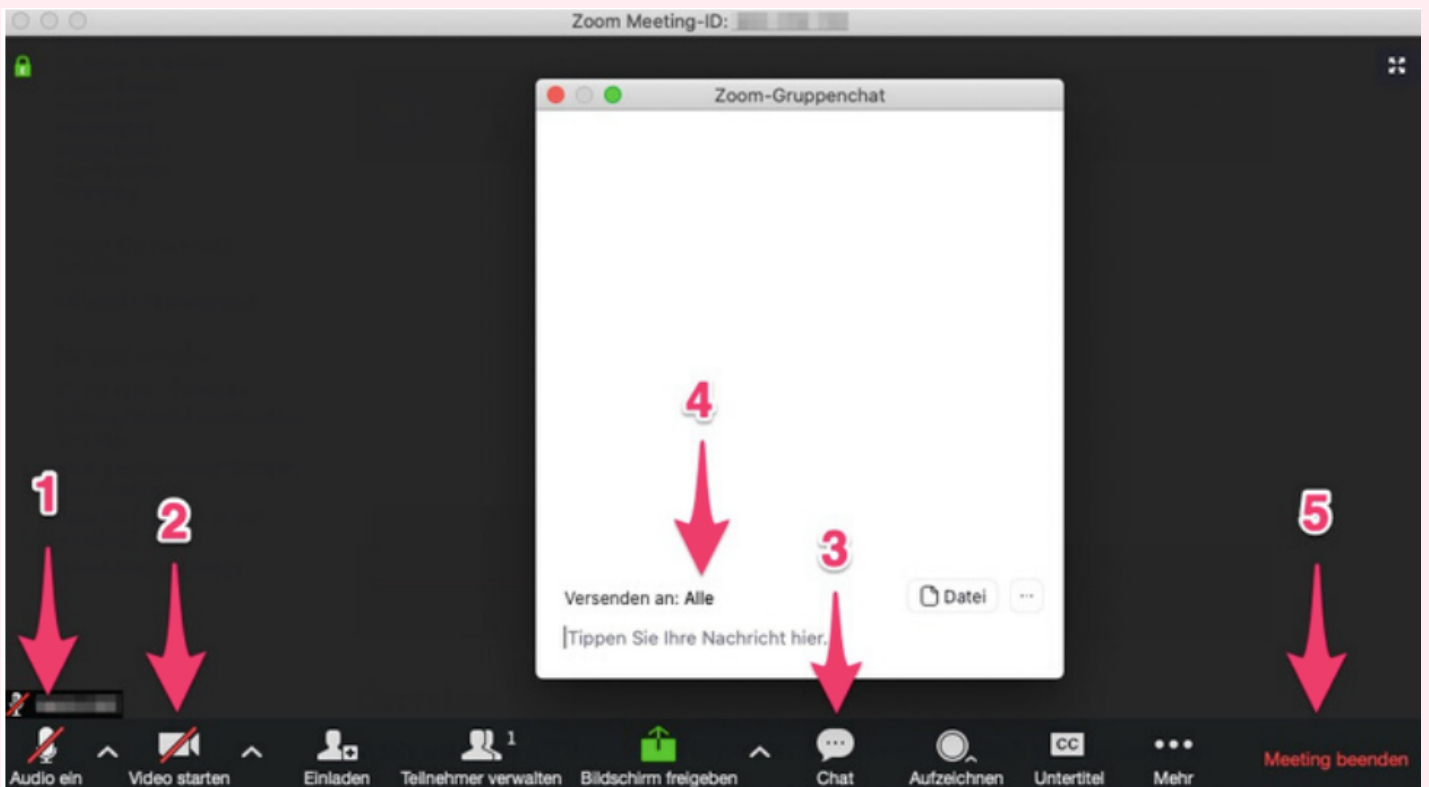 Zoom Meeting-ID:
Zoom-Gruppenchat
4
1
2
5
3
Versenden an: Alle
Datei
Tippen Sie Ihre Nachricht hier.
1
CC
Meeting beenden
Audio ein Video starten Einladen Teilnehmer verwalten Bildschirm freigeben Chat Aufzeichnen Untertitel Mehr